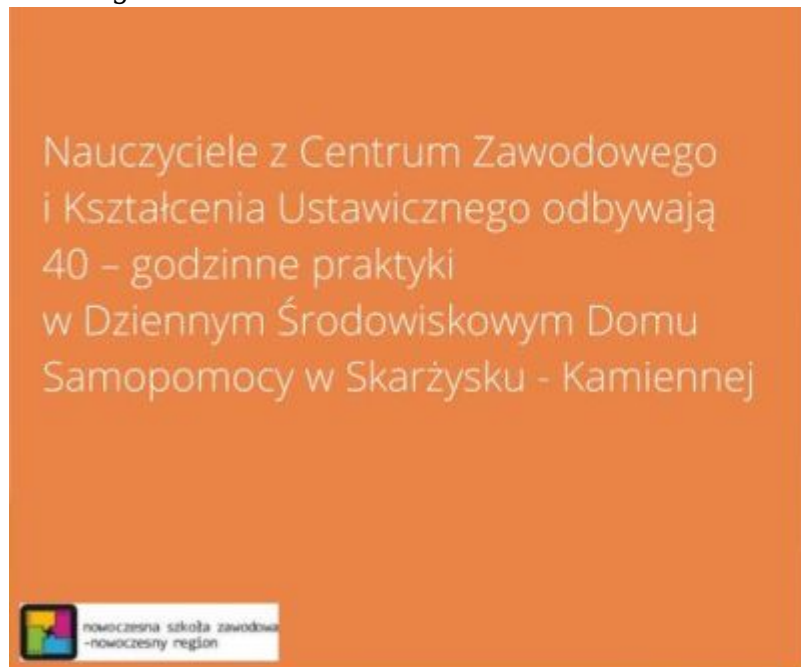 Nauczyciele z Centrum Zawodowego
i Kształcenia Ustawicznego odbywają
40 – godzinne praktyki
w Dziennym Środowiskowym Domu
Samopomocy w Skarżysku - Kamiennej
nowoczesna szkoła zawodowa
-nowoczesny region